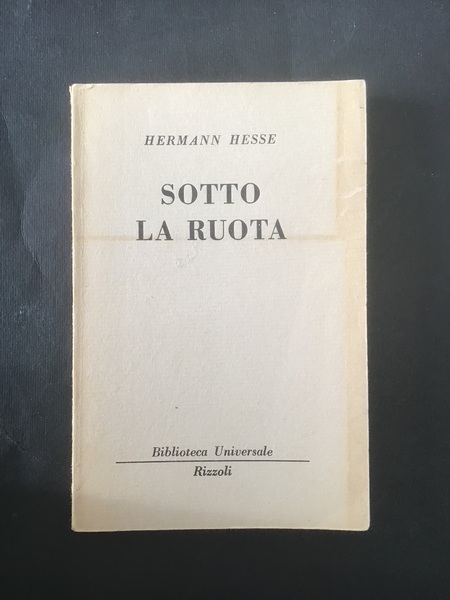 HERMANN HESSE
SOTTO
LA RUOTA
Biblioteca Universale
Rizzoli